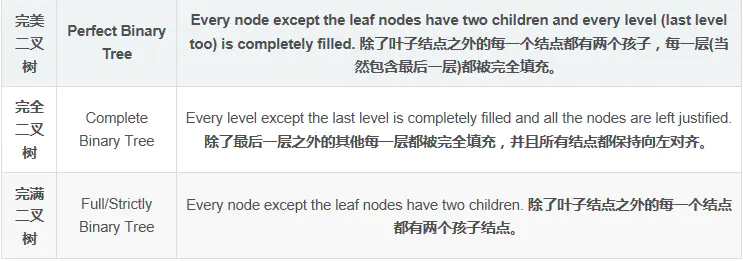 完美
二叉
树
Perfect Binary
Tree
Every node except the leaf nodes have two children and every level (last level
too) is completely filled. 除了叶子结点之外的每一个结点都有两个孩子，每一层(当
然包含最后一层)都被完全填充。
完全
二叉
树
Complete
Binary Tree
Every level except the last level is completely filled and all the nodes are left justified.
除了最后一层之外的其他每一层都被完全填充，并且所有结点都保持向左对齐。
完满
二叉
树
Full/Strictly
Binary Tree
Every node except the leaf nodes have two children. 除了叶子结点之外的每一个结点
都有两个孩子结点。